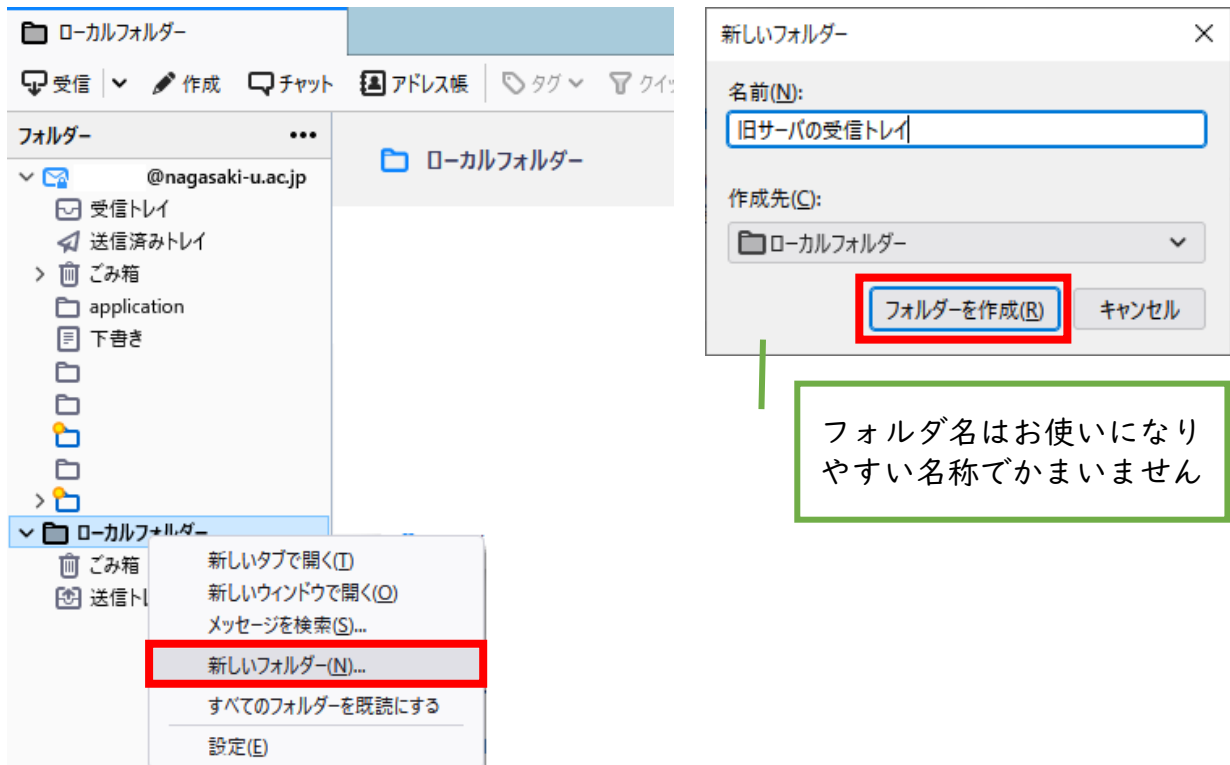 ローカルフォルダー
受信 作成 チャット アドレス帳 タグ
フォルダー
@nagasaki-u.ac.jp
受信トレイ
送信済みトレイ
ごみ箱
application
下書き
ローカルフォルダー
ごみ箱
送信トレ
ローカルフォルダー
新しいタブで開く(T)
新しいウィンドウで開く(O)
メッセージを検索(S)...
新しいフォルダー(N)...
すべてのフォルダーを既読にする
設定(E)
新しいフォルダー
名前(N):
旧サーバの受信トレイ
作成先(C):
ローカルフォルダー
フォルダーを作成(R) キャンセル
フォルダ名はお使いになり
やすい名称でかまいません